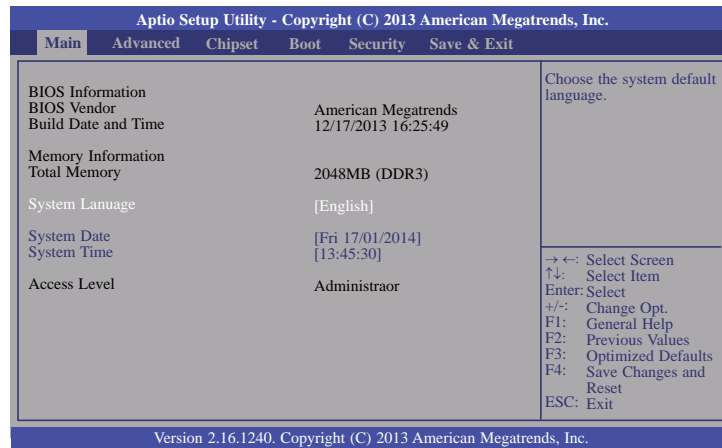 Aptio Setup Utility - Copyright (C) 2013 American Megatrends, Inc.
Main Advanced Chipset Boot Security Save & Exit
BIOS Information
BIOS Vendor American Megatrends
Build Date and Time 12/17/2013 16:25:49
Memory Information
Total Memory 2048MB (DDR3)
System Lanuage [English]
System Date [Fri 17/01/2014]
System Time [13:45:30]
Access Level Administraor
Choose the system default
language.
→ ←: Select Screen
↑↓: Select Item
Enter: Select
+/-: Change Opt.
F1: General Help
F2: Previous Values
F3: Optimized Defaults
F4: Save Changes and
Reset
ESC: Exit
Version 2.16.1240. Copyright (C) 2013 American Megatrends, Inc.